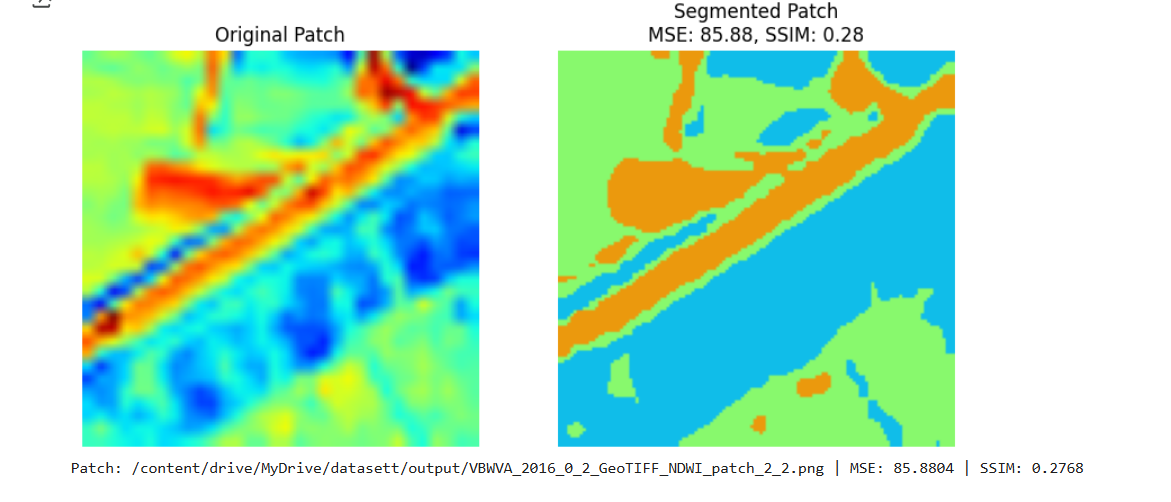 Original Patch
Segmented Patch
MSE: 85.88, SSIM: 0.28
Patch: /content/drive/MyDrive/datasett/output/VBWVA_2016_0_2_GeoTIFF_NDWI_patch_2_2.png | MSE: 85.8804 | SSIM: 0.2768